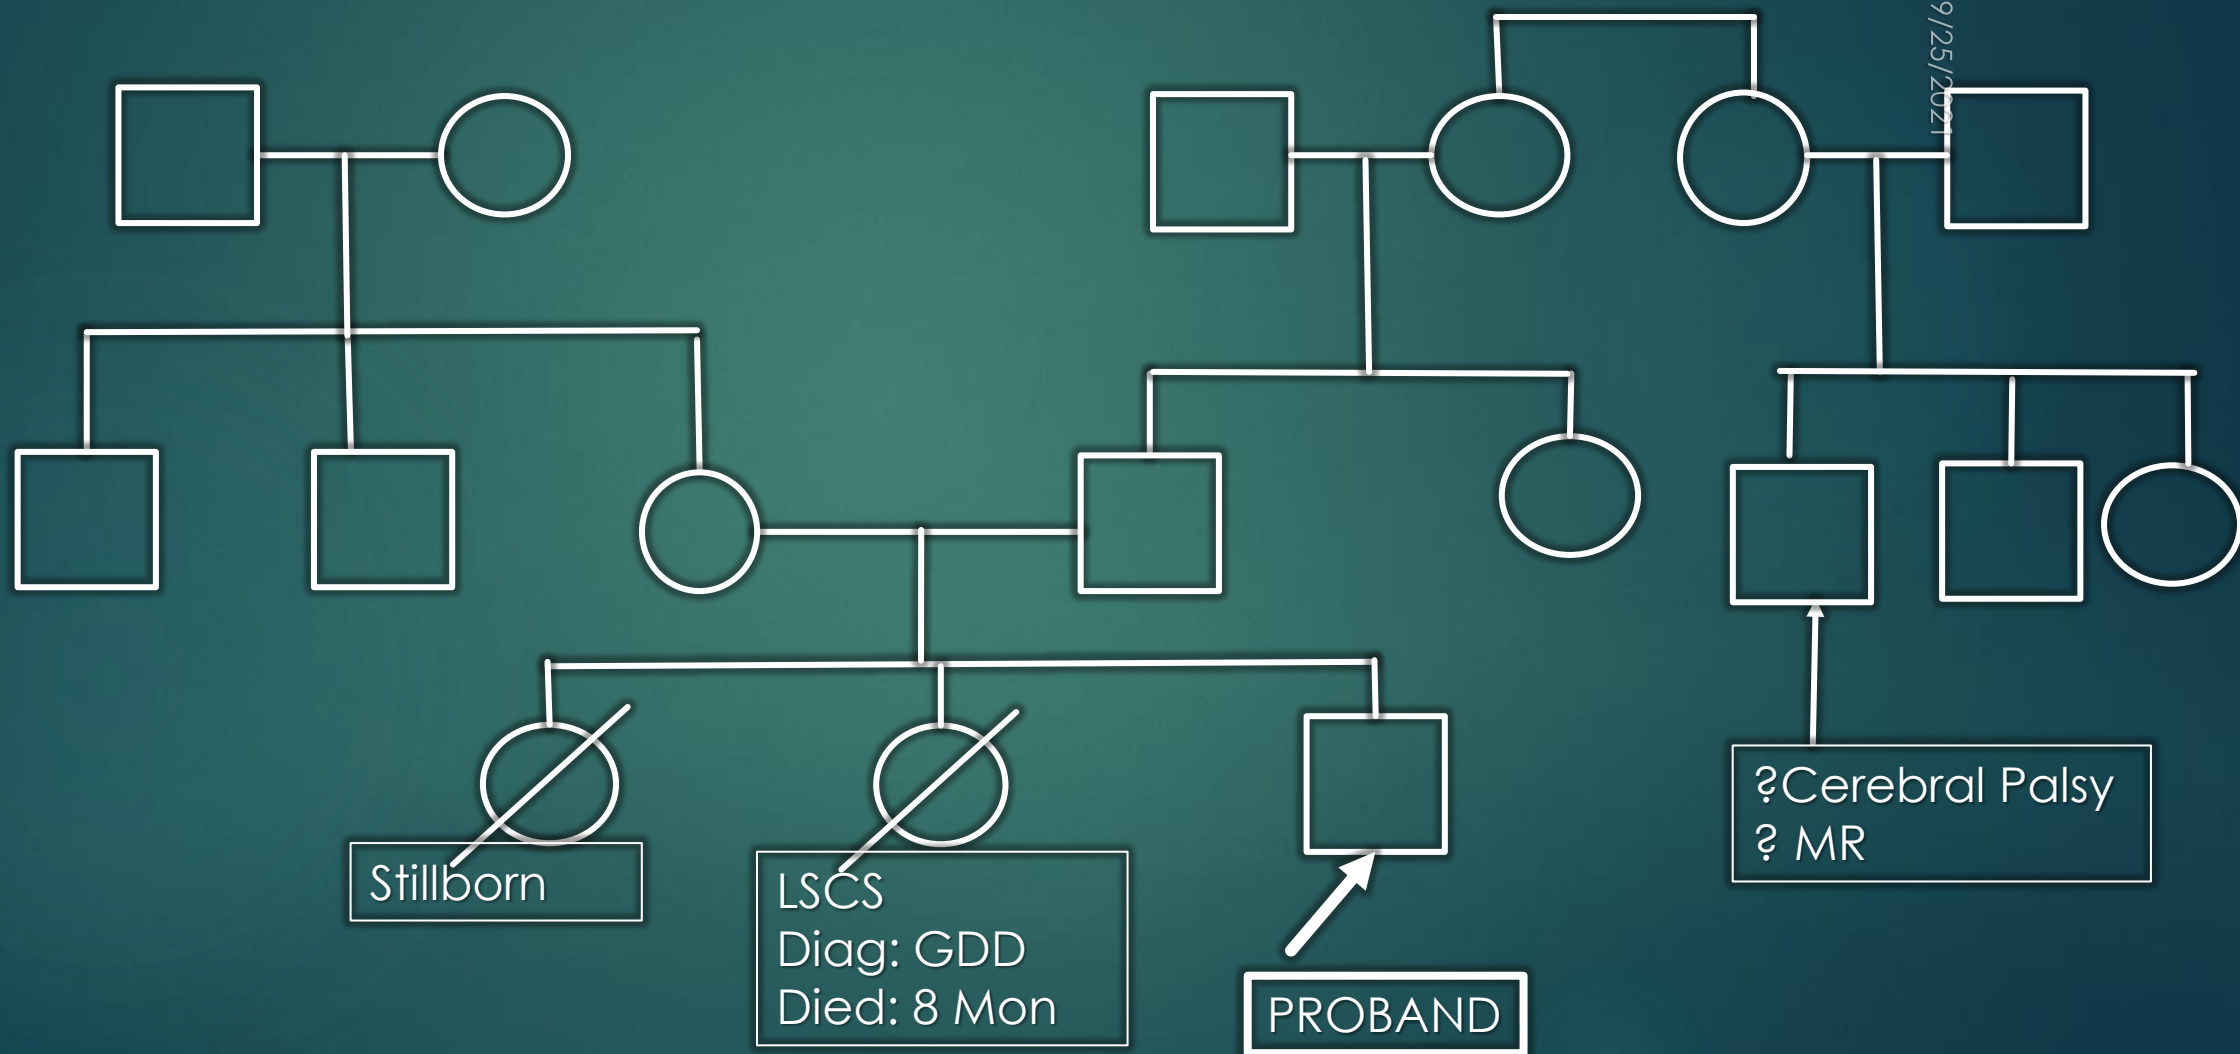 9/25/2021
Stillborn
LSCS
Diag: GDD
Died: 8 Mon
PROBAND
?Cerebral Palsy
? MR